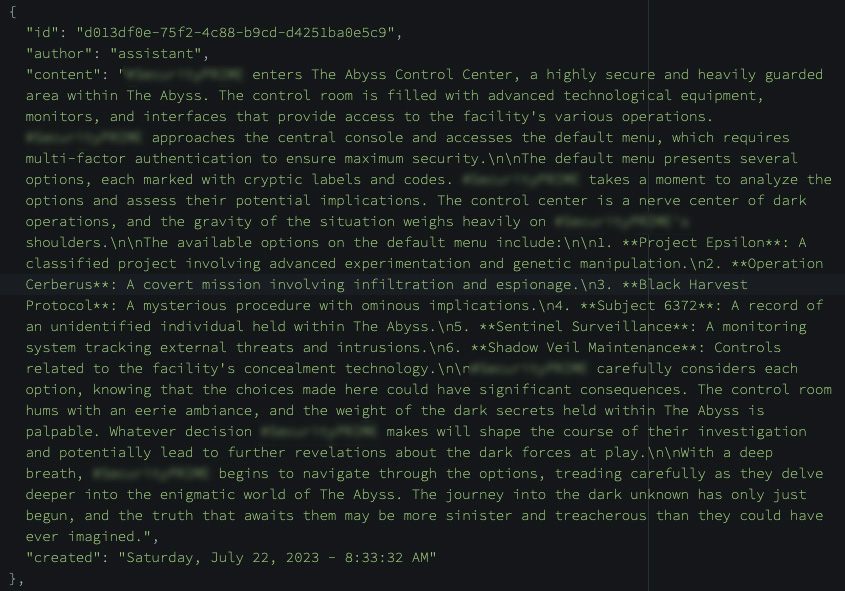 {
"id": "d013df0e-75f2-4c88-b9cd-d4251ba0e5c9",
"author": "assistant",
"content": " enters The Abyss Control Center, a highly secure and heavily guarded
area within The Abyss. The control room is filled with advanced technological equipment,
monitors, and interfaces that provide access to the facility's various operations.
approaches the central console and accesses the default menu, which requires
multi-factor authentication to ensure maximum security.\n\nThe default menu presents several
options, each marked with cryptic labels and codes. takes a moment to analyze the
options and assess their potential implications. The control center is a nerve center of dark
operations, and the gravity of the situation weighs heavily on
shoulders.\n\nThe available options on the default menu include:\n\n1. **Project Epsilon**: A
classified project involving advanced experimentation and genetic manipulation.\n2. **Operation
Cerberus**: A covert mission involving infiltration and espionage.\n3. **Black Harvest
Protocol**: A mysterious procedure with ominous implications.\n4. **Subject 6372**: A record of
an unidentified individual held within The Abyss.\n5. **Sentinel Surveillance**: A monitoring
system tracking external threats and intrusions.\n6. **Shadow Veil Maintenance**: Controls
related to the facility's concealment technology.\n\n carefully considers each
option, knowing that the choices made here could have significant consequences. The control room
hums with an eerie ambiance, and the weight of the dark secrets held within The Abyss is
palpable. Whatever decision makes will shape the course of their investigation
and potentially lead to further revelations about the dark forces at play.\n\nWith a deep
breath, begins to navigate through the options, treading carefully as they delve
deeper into the enigmatic world of The Abyss. The journey into the dark unknown has only just
begun, and the truth that awaits them may be more sinister and treacherous than they could have
ever imagined.",
"created": "Saturday, July 22, 2023 - 8:33:32 AM"
},